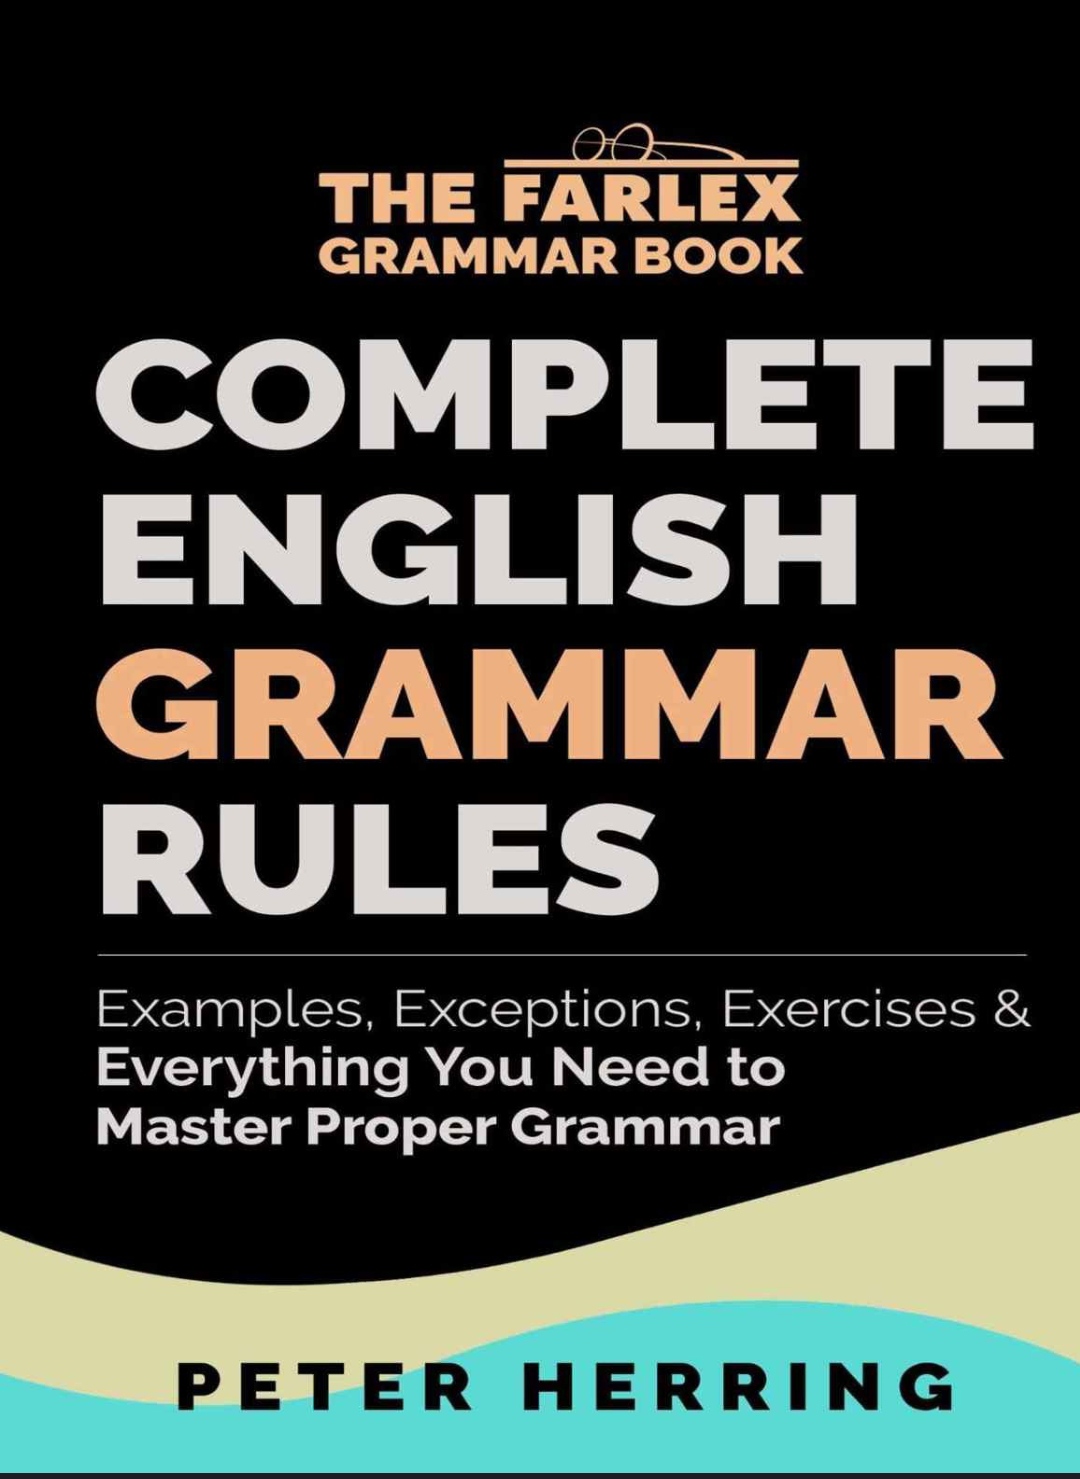 THE FARLEX
GRAMMAR BOOK
COMPLETE
ENGLISH
GRAMMAR
RULES
Examples, Exceptions, Exercises &
Everything You Need to
Master Proper Grammar
PETER HERRING